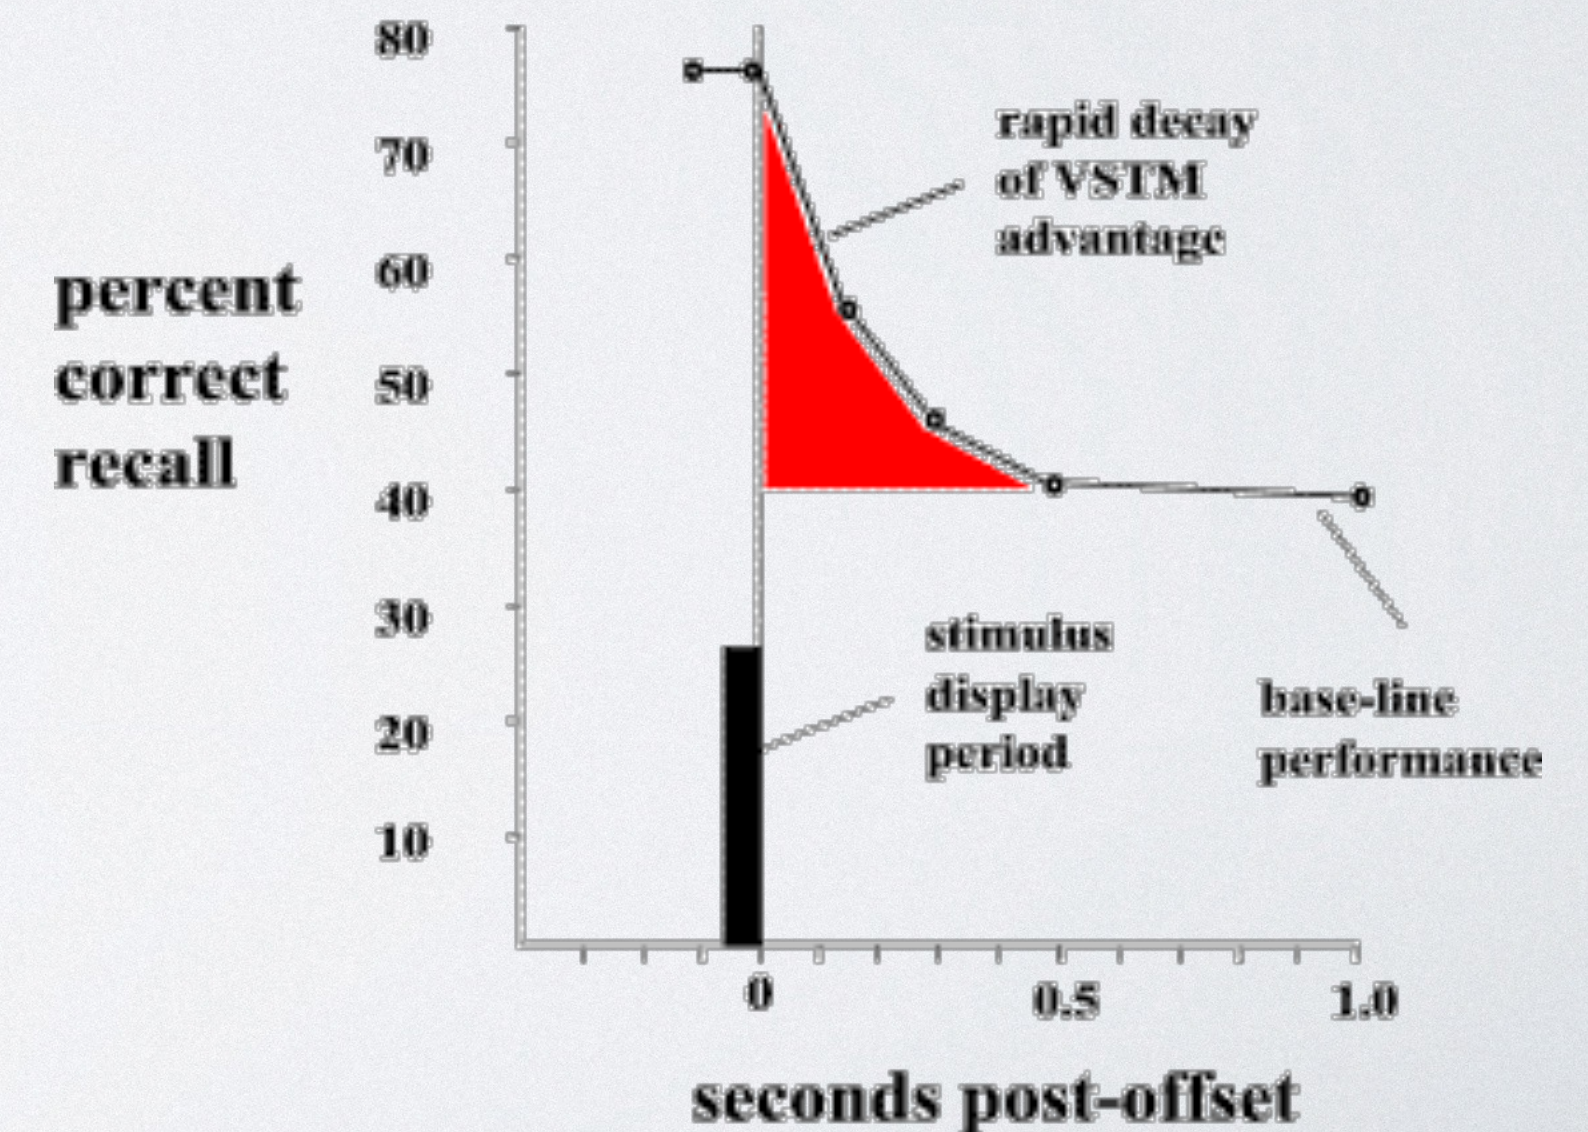 80
70
60
50
40
30
20
10
percent
correct
recall
rapid decay
of VSTM
advantage
stimulus
display
period
base-line
performance
0
0.5
1.0
seconds post-offset